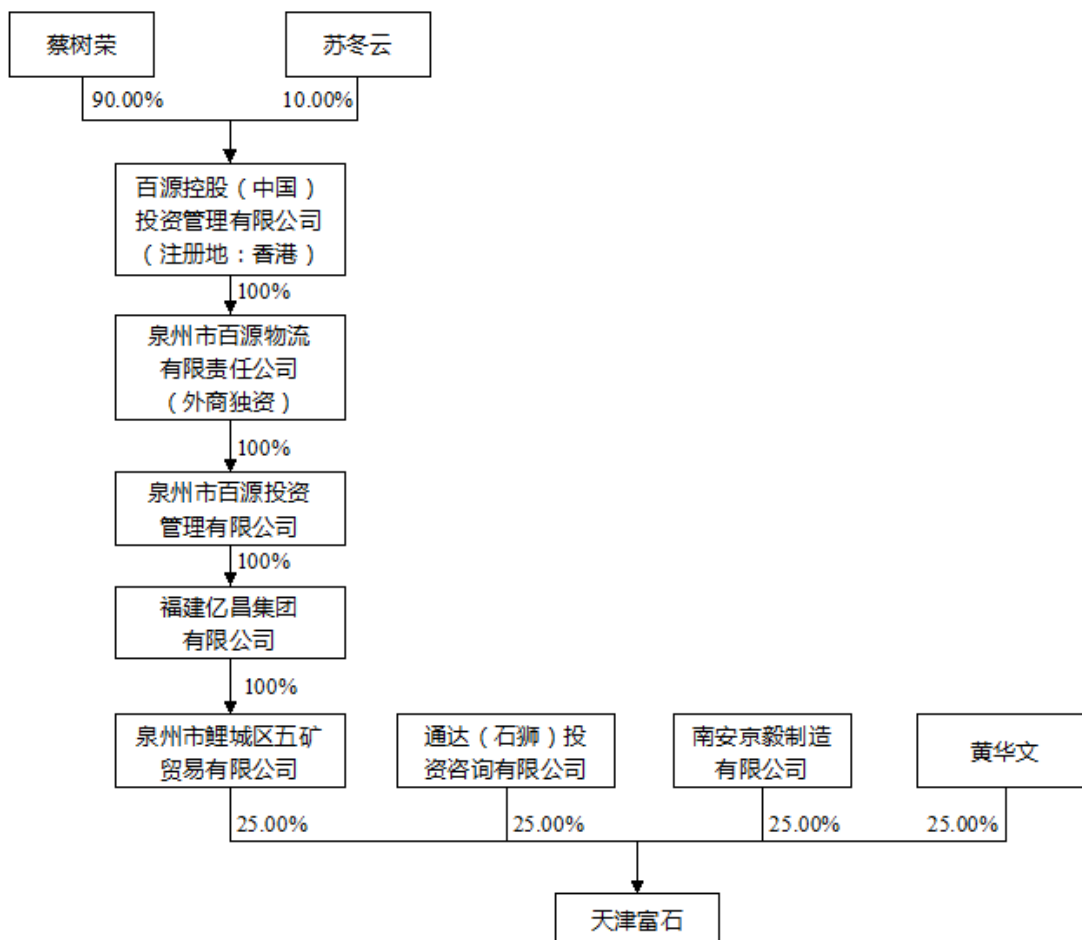 蔡树荣
苏冬云
90.00%
10.00%
百源控股（中国）
投资管理有限公司
（注册地：香港）
100%
泉州市百源物流
有限责任公司
（外商独资）
100%
泉州市百源投资
管理有限公司
100%
福建亿昌集团
有限公司
100%
泉州市鲤城区五矿
贸易有限公司
通达（石狮）投
资咨询有限公司
南安京毅制造
有限公司
黄华文
25.00%
25.00%
25.00%
25.00%
天津富石